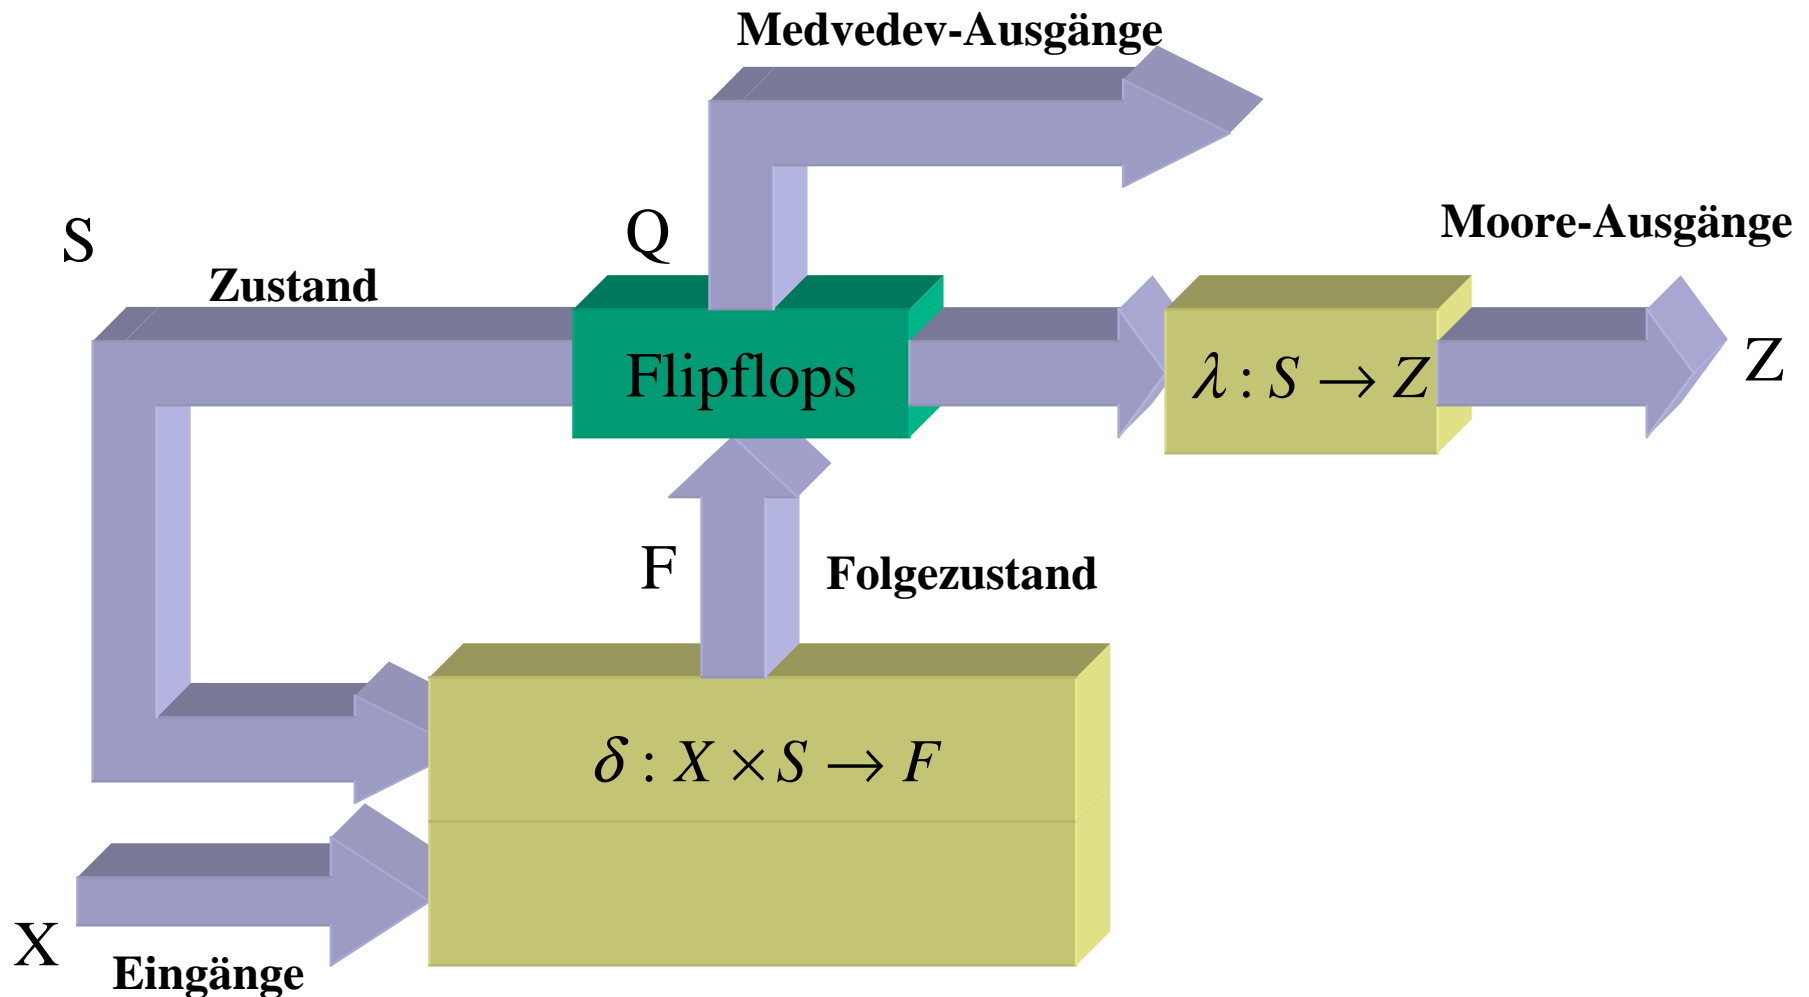 Medvedev-Ausgänge
S
Q
Moore-Ausgänge
Zustand
Flipflops
λ : S → Z
Z
F
Folgezustand
δ : X × S → F
X
Eingänge